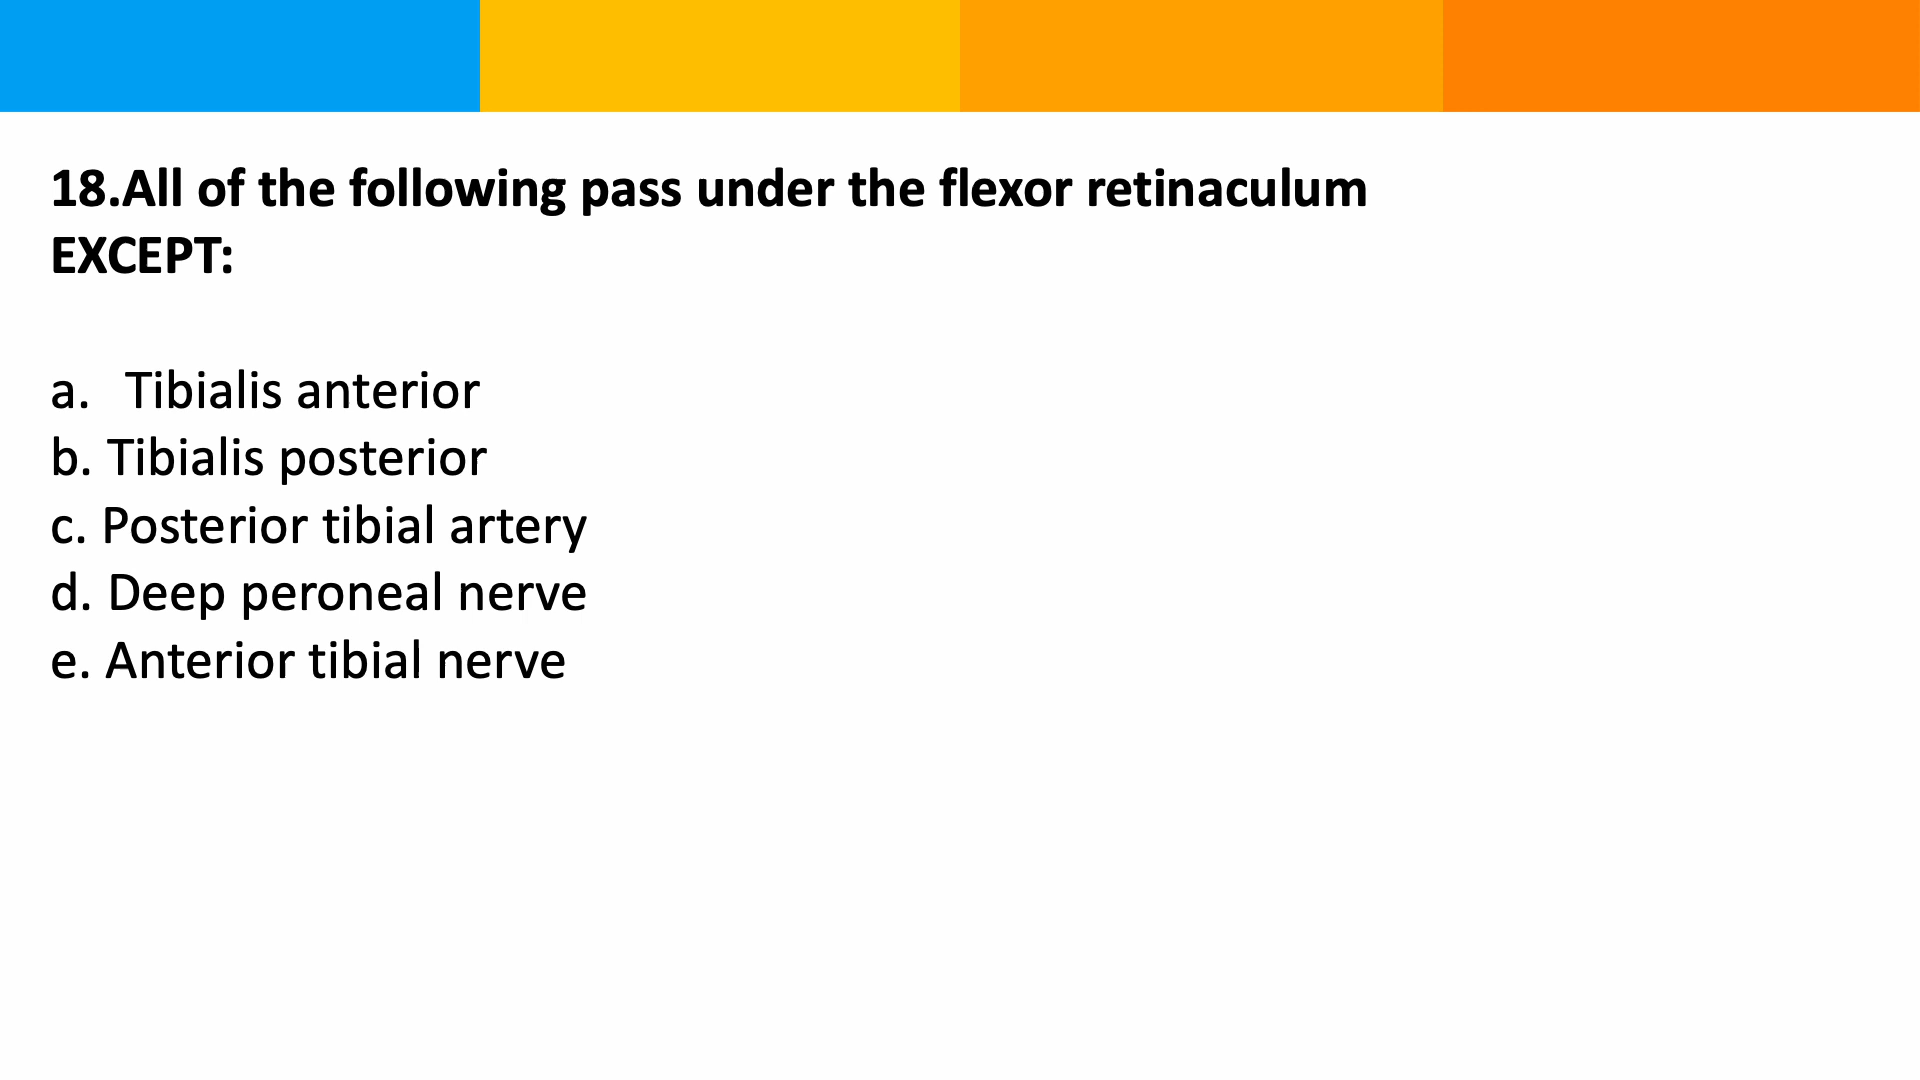 18.All of the following pass under the flexor retinaculum
EXCEPT:
a. Tibialis anterior
b. Tibialis posterior
c. Posterior tibial artery
d. Deep peroneal nerve
e. Anterior tibial nerve